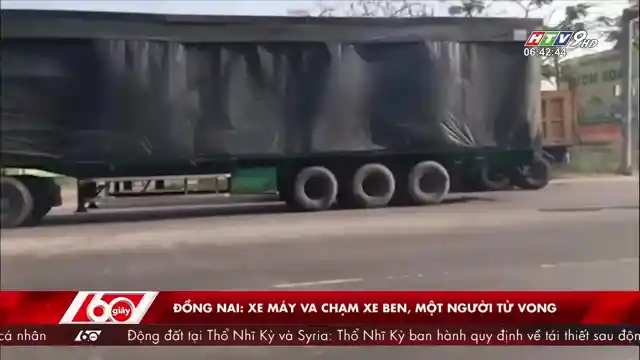 HTV9 HD
06:42:44
60 giây
ĐỒNG NAI: XE MÁY VA CHẠM XE BEN, MỘT NGƯỜI TỬ VONG
cá nhân 60 Động đất tại Thổ Nhĩ Kỳ và Syria: Thổ Nhĩ Kỳ ban hành quy định về tái thiết sau độn